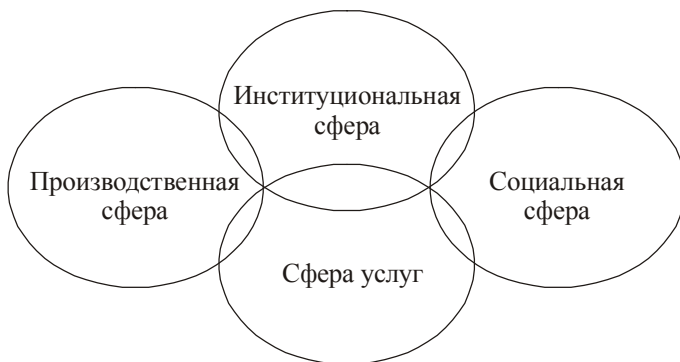 Институциональная
сфера
Производственная
сфера
Социальная
сфера
Сфера услуг